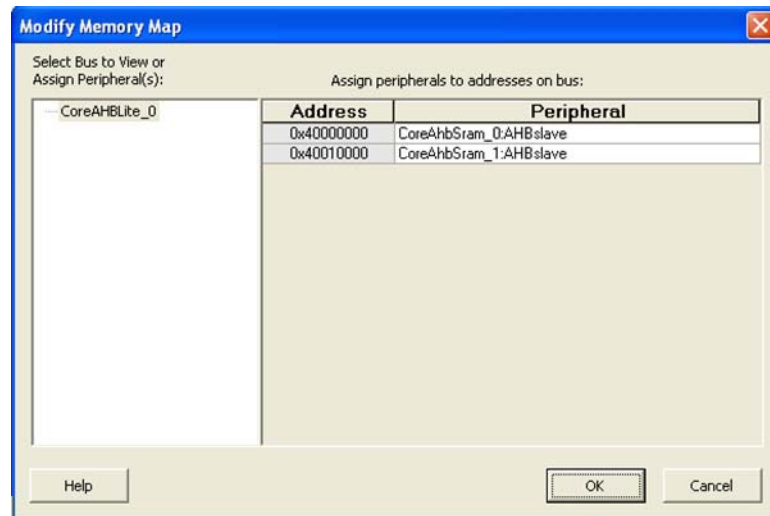 Modify Memory Map
Select Bus to View or
Assign Peripheral(s):
Assign peripherals to addresses on bus:
CoreAHBLite_0
Address Peripheral
0x40000000 CoreAhbSram_0:AHBslave
0x40010000 CoreAhbSram_1:AHBslave
Help OK Cancel